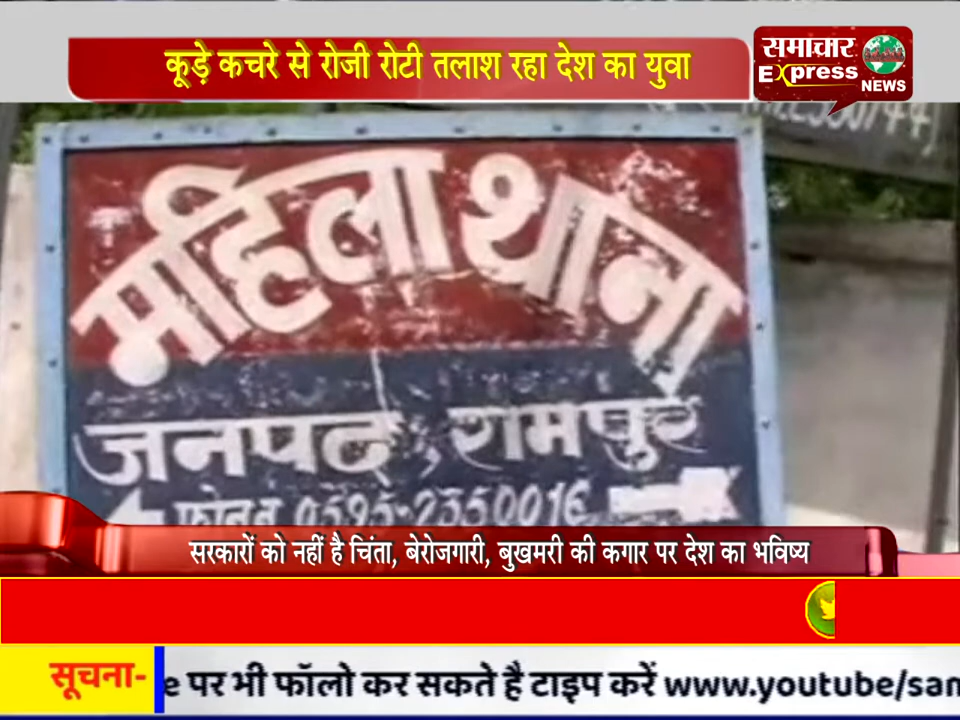 कूड़े कचरे से रोजी रोटी तलाश रहा देश का युवा
समाचार
Express
NEWS
महिला थाना
जनपद, रामपुर
फोन नं 0595-2350016
सरकारों को नहीं है चिंता, बेरोजगारी, बुखमरी की कगार पर देश का भविष्य
सूचना- e पर भी फॉलो कर सकते है टाइप करें www.youtube/sam